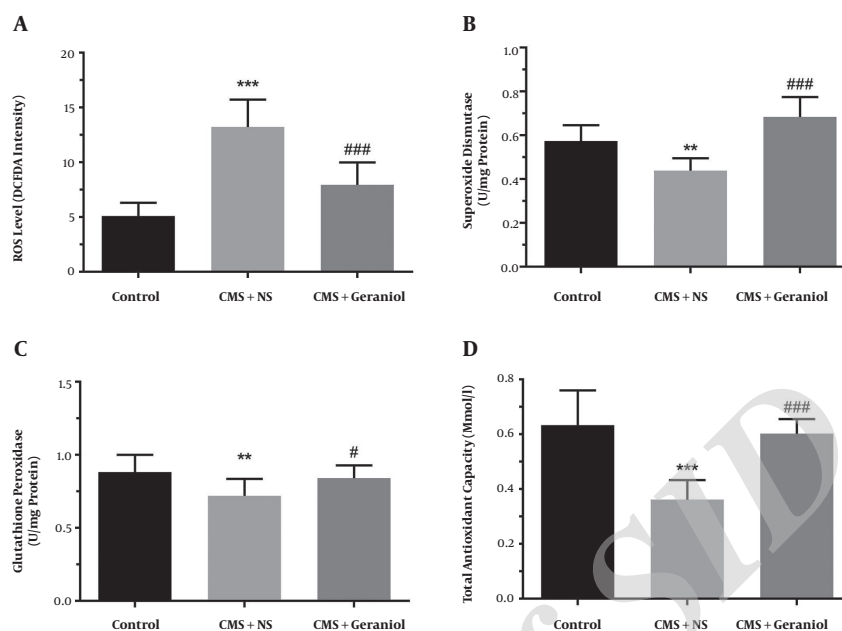 A
ROS Level (DCFDA Intensity)
20
15
10
5
0
***
###
Control
CMS + NS
CMS + Geraniol
B
Superoxide Dismutase
(U/mg Protein)
1.0
0.8
0.6
0.4
0.2
0.0
**
###
Control
CMS + NS
CMS + Geraniol
C
Glutathione Peroxidase
(U/mg Protein)
1.5
1.0
0.5
0.0
**
#
Control
CMS + NS
CMS + Geraniol
D
Total Antioxidant Capacity (Mmol/l)
0.8
0.6
0.4
0.2
0.0
***
###
Control
CMS + NS
CMS + Geraniol
SID